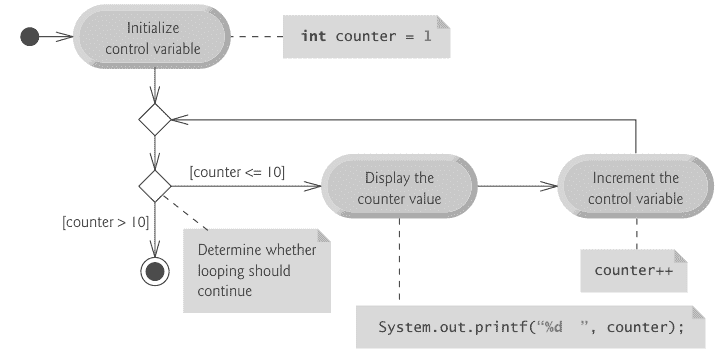 Initialize
control variable
int counter = 1
[counter <= 10]
Display the
counter value
Increment the
control variable
[counter > 10]
Determine whether
looping should
continue
counter++
System.out.printf(“%d  ”, counter);